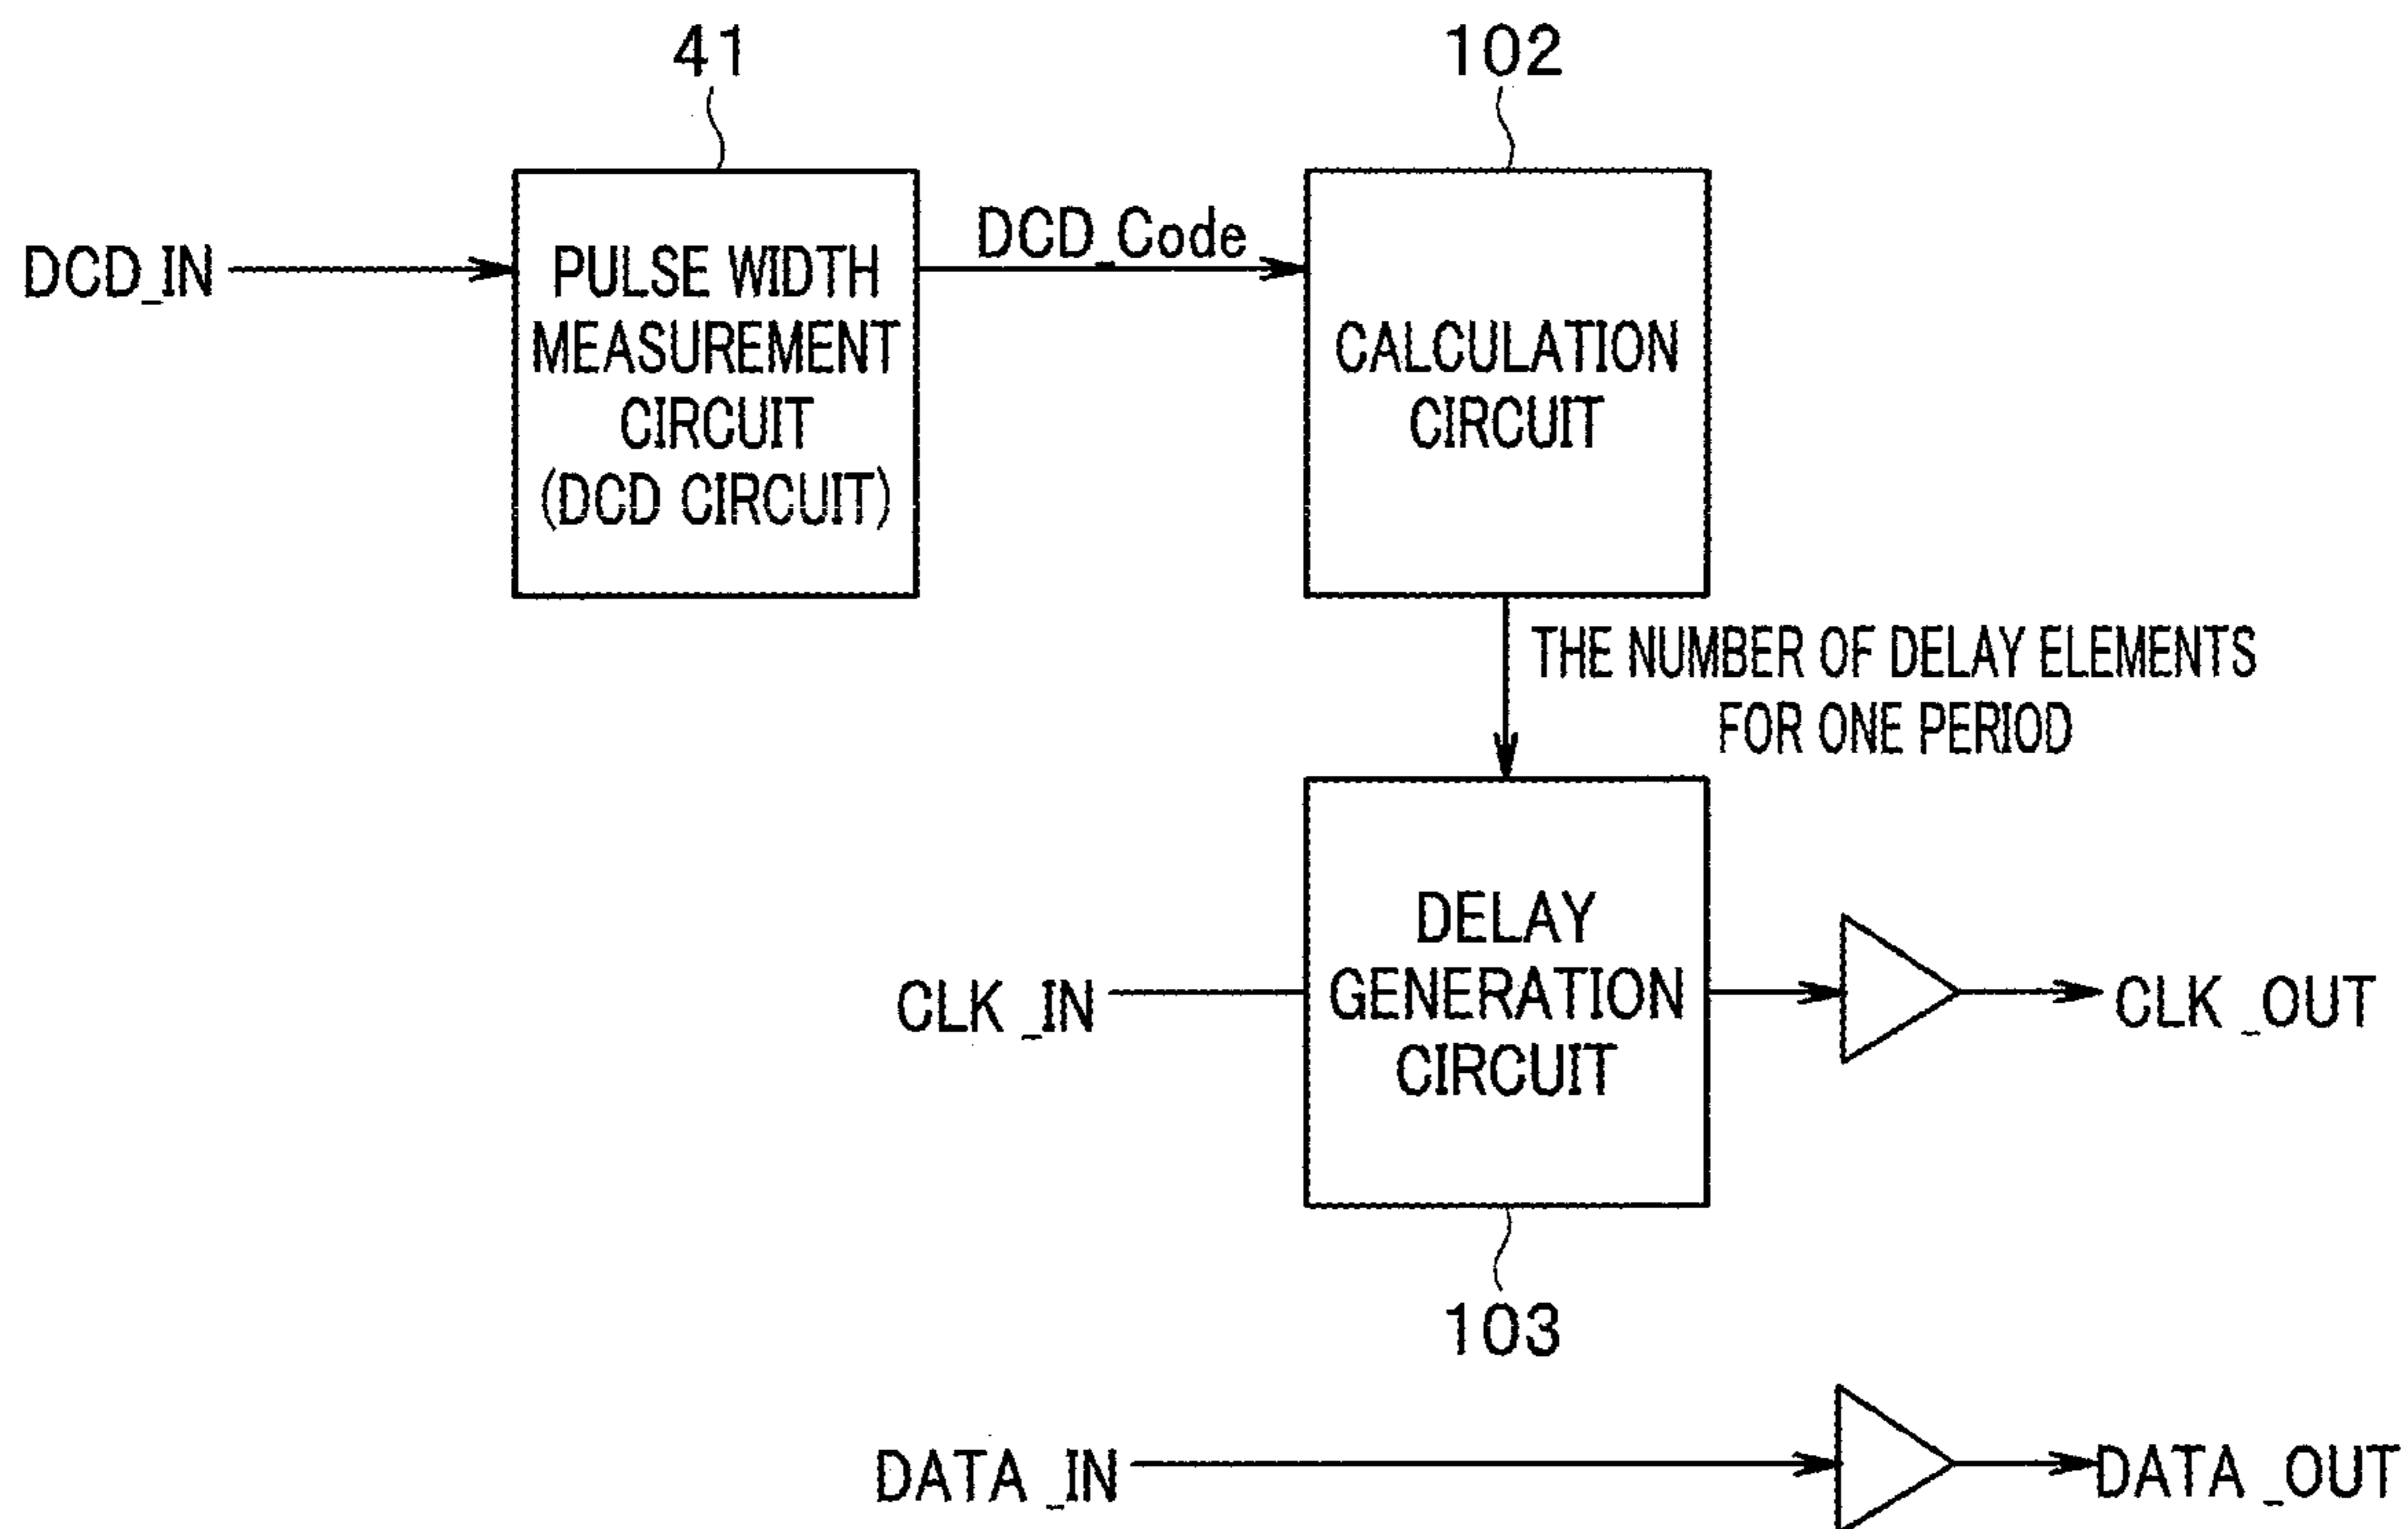 41
102
DCD_IN
PULSE WIDTH
MEASUREMENT
CIRCUIT
(DCD CIRCUIT)
DCD_Code
CALCULATION
CIRCUIT
THE NUMBER OF DELAY ELEMENTS
FOR ONE PERIOD
CLK_IN
DELAY
GENERATION
CIRCUIT
CLK_OUT
103
DATA_IN
DATA_OUT